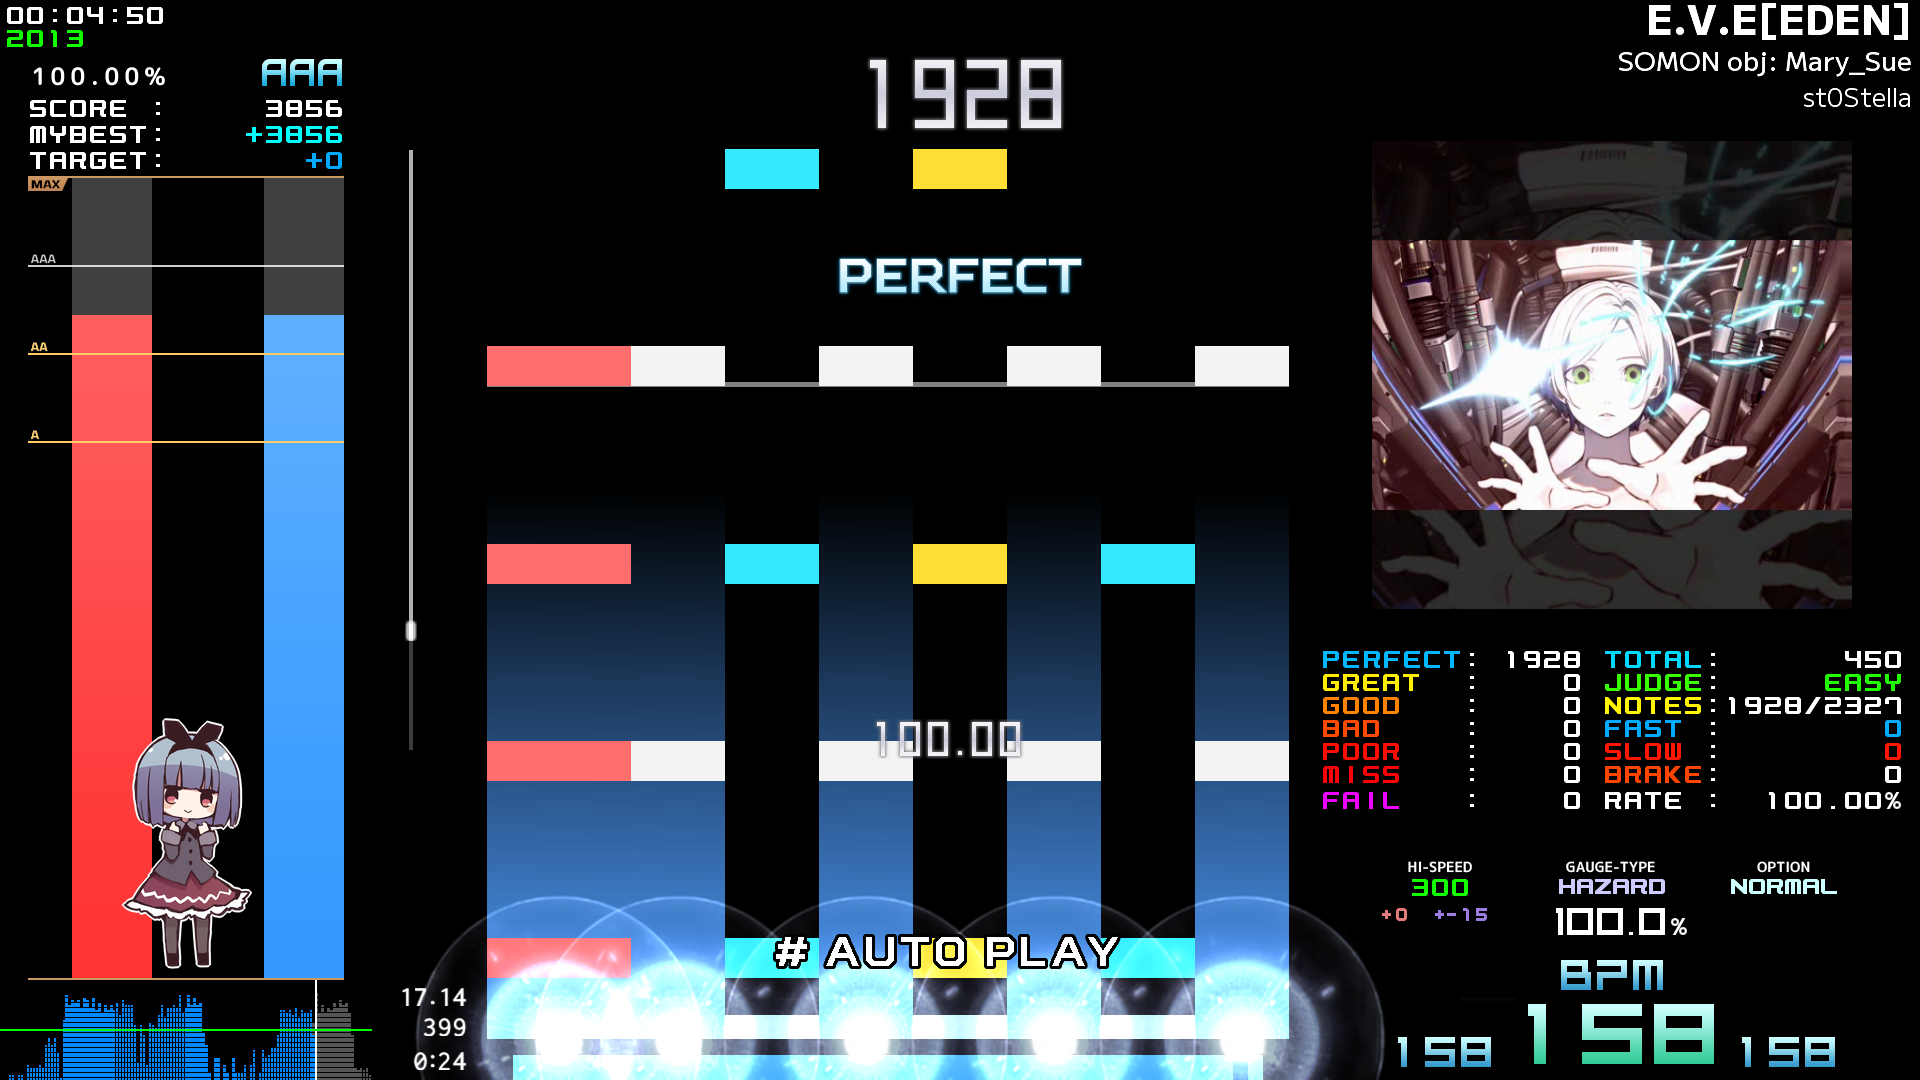 00:04:50
2013
100.00% AAA
SCORE : 3856
MYBEST: +3856
TARGET: +0
MAX
AAA
AA
A
1928
PERFECT
100.00
# AUTO PLAY
17.14
399
0:24
E.V.E[EDEN]
SOMON obj: Mary_Sue
st0Stella
PERFECT: 1928 TOTAL: 450
GREAT : 0 JUDGE: EASY
GOOD : 0 NOTES:1928/2327
BAD : 0 FAST : 0
POOR : 0 SLOW : 0
MISS : 0 BRAKE: 0
FAIL : 0 RATE : 100.00%
HI-SPEED GAUGE-TYPE OPTION
300 HAZARD NORMAL
+0 +-15 100.0%
BPM
158 158 158